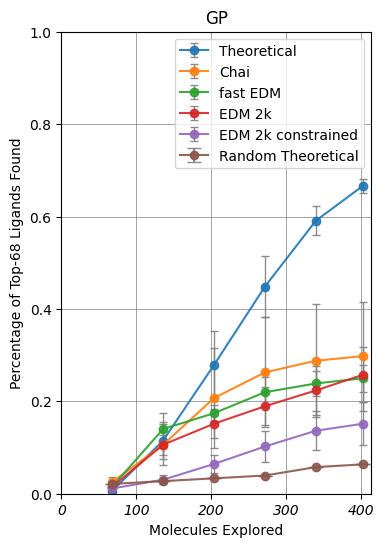 GP
Theoretical
Chai
fast EDM
EDM 2k
EDM 2k constrained
Random Theoretical
Percentage of Top-68 Ligands Found
1.0
0.8
0.6
0.4
0.2
0.0
0 100 200 300 400
Molecules Explored